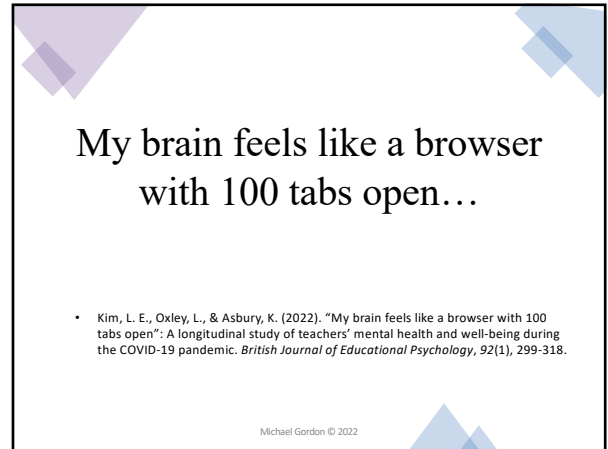 My brain feels like a browser
with 100 tabs open…
• Kim, L. E., Oxley, L., & Asbury, K. (2022). “My brain feels like a browser with 100
tabs open”: A longitudinal study of teachers’ mental health and well-being during
the COVID-19 pandemic. British Journal of Educational Psychology, 92(1), 299-318.
Michael Gordon © 2022